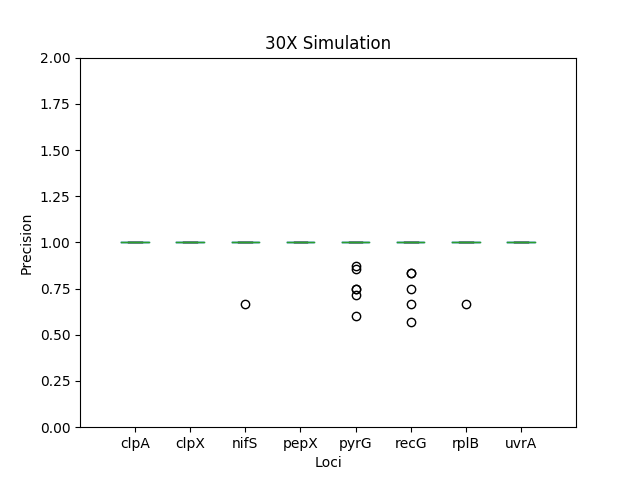 30X Simulation
2.00
1.75
1.50
1.25
1.00
0.75
0.50
0.25
0.00
Precision
clpA clpX nifS pepX pyrG recG rplB uvrA
Loci